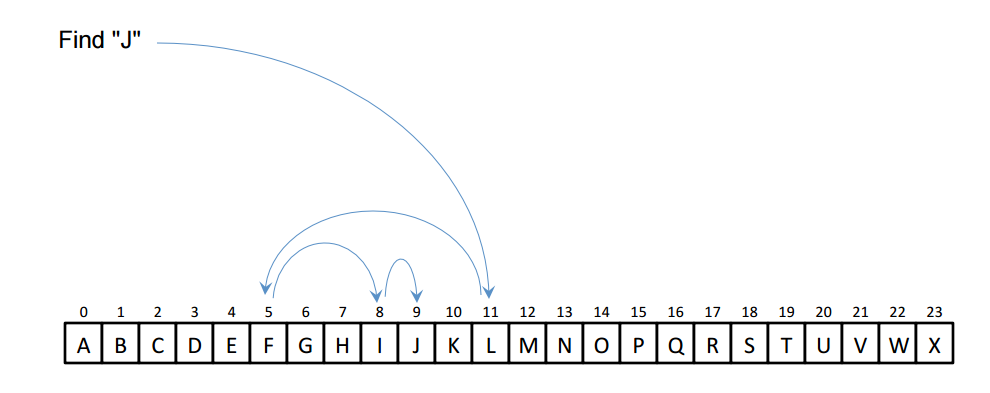 Find "J"
0 1 2 3 4 5 6 7 8 9 10 11 12 13 14 15 16 17 18 19 20 21 22 23
A B C D E F G H I J K L M N O P Q R S T U V W X